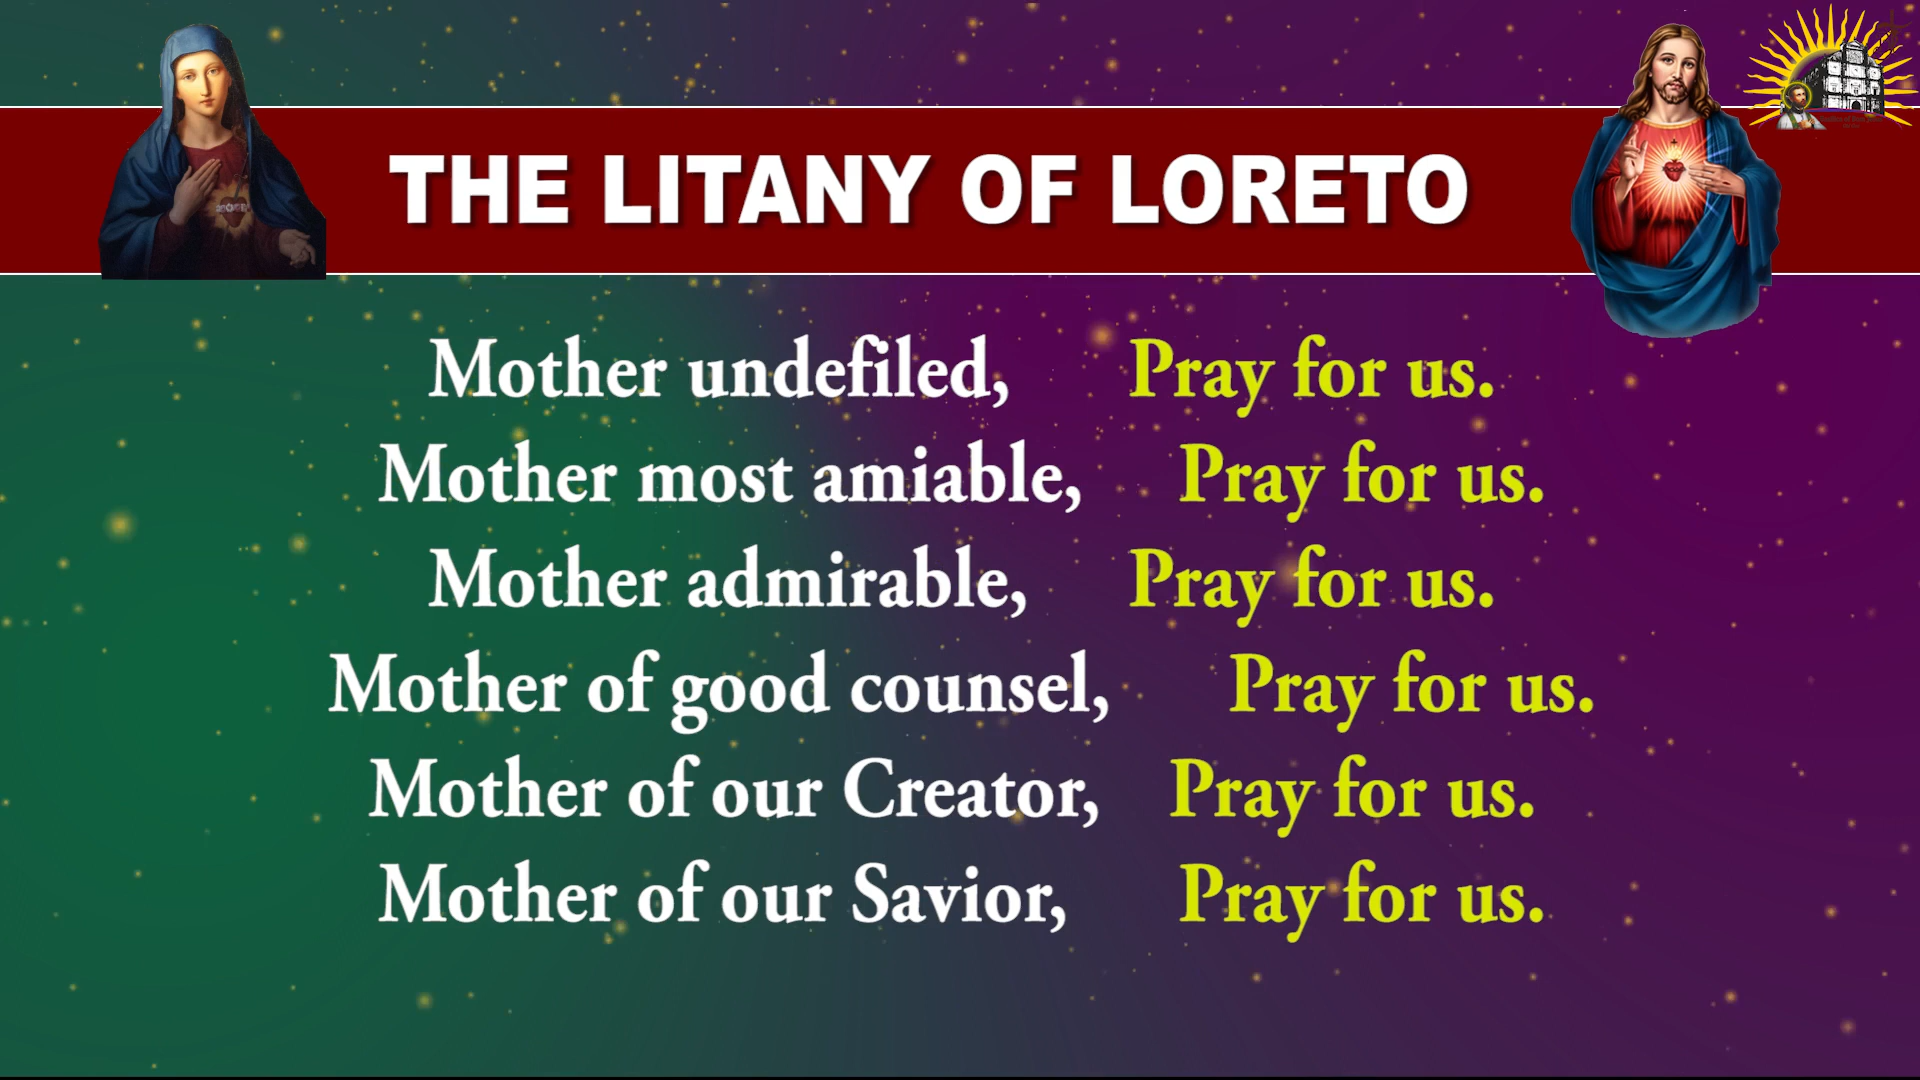 THE LITANY OF LORETO
Mother undefiled, Pray for us.
Mother most amiable, Pray for us.
Mother admirable, Pray for us.
Mother of good counsel, Pray for us.
Mother of our Creator, Pray for us.
Mother of our Savior, Pray for us.